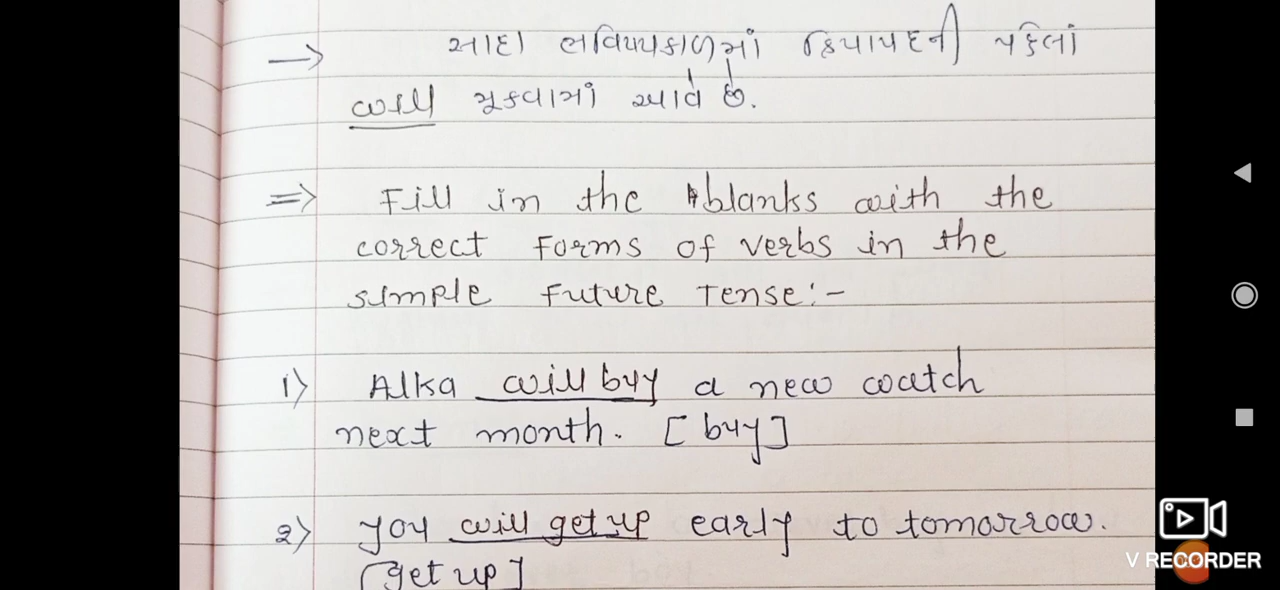 → સાદા ભવિષ્યકાળમાં ક્રિયાપદની પહેલાં
will મૂકવામાં આવે છે.
⇒ Fill in the blanks with the
correct forms of verbs in the
simple future tense:-
1) Alka will buy a new watch
next month. [buy]
2) you will get up early to tomorrow.
[get up]
V RECORDER